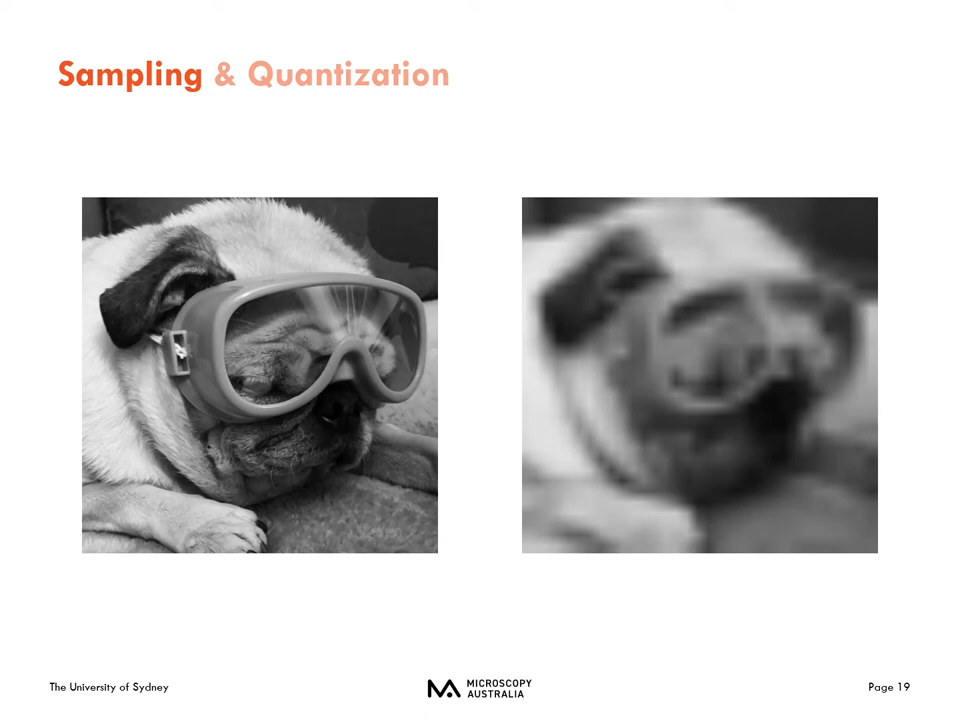 Sampling & Quantization
The University of Sydney
MICROSCOPY
AUSTRALIA
Page 19